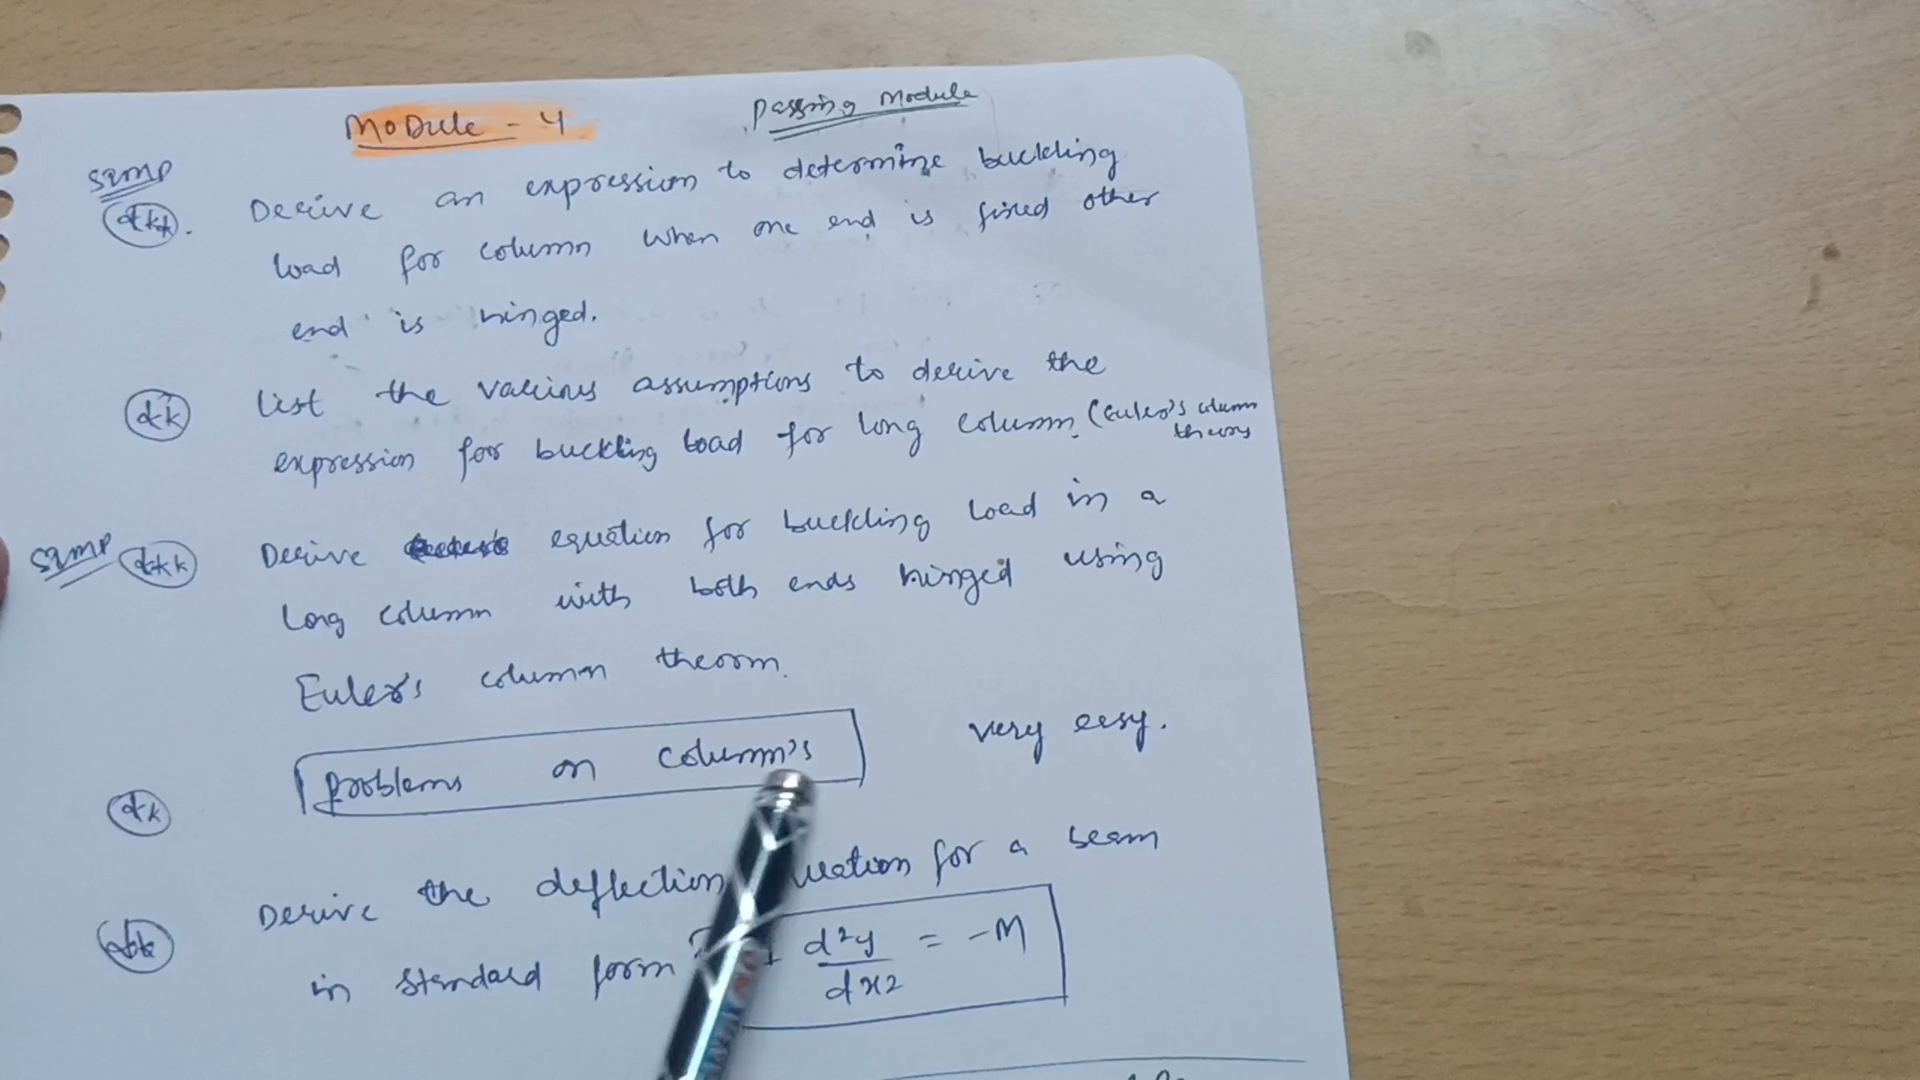 Module - 4
Passing Module
SIMP
Derive an expression to determine buckling
load for column when one end is fixed other
end is hinged.
List the various assumptions to derive the
expression for buckling load for long column. (Euler's column
theory
SIMP
Derive equation for buckling load in a
long column with both ends hinged using
Euler's column theorm.
Problems on column's
very eesy.
Derive the deflection for a beam
in standard form d²y/dx2 = -M